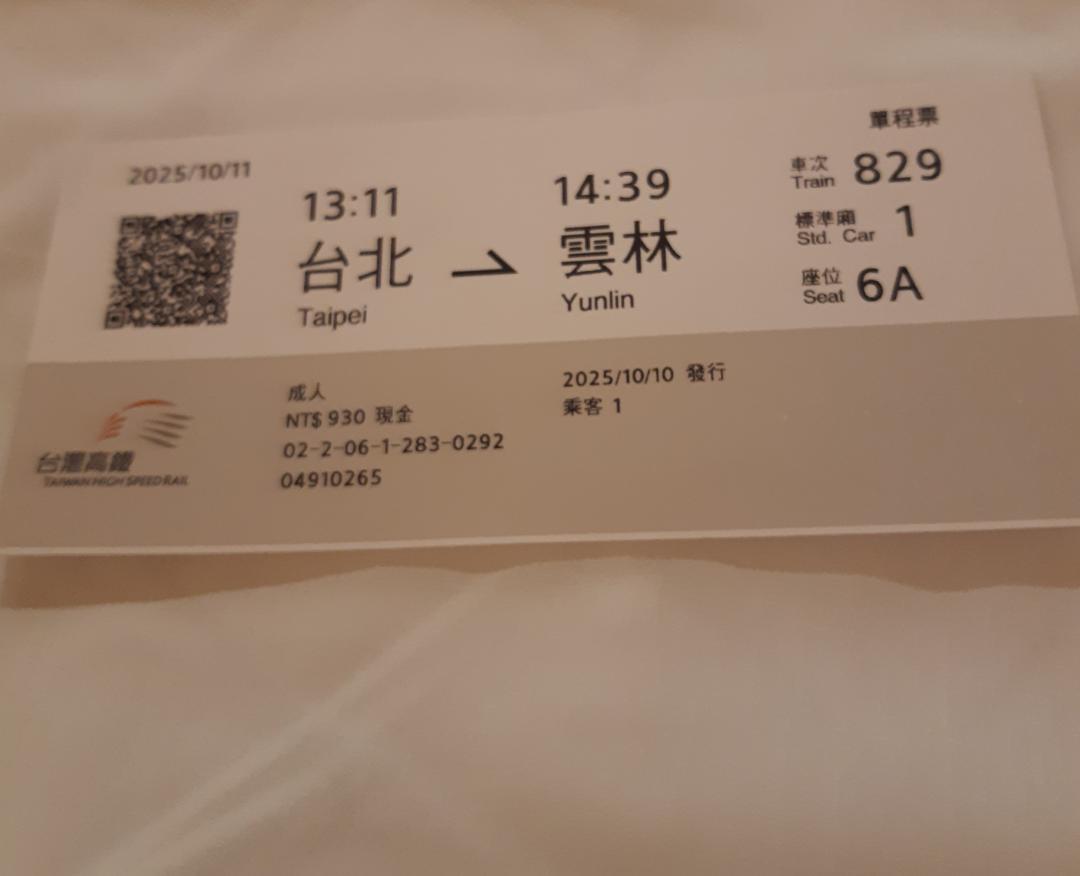 單程票
2025/10/11
13:11
台北
Taipei
14:39
雲林
Yunlin
車次 829
Train
標準廂 1
Std. Car
座位 6A
Seat
台灣高鐵
TAIWAN HIGH SPEED RAIL
成人
NT$ 930 現金
02-2-06-1-283-0292
04910265
2025/10/10 發行
乘客 1